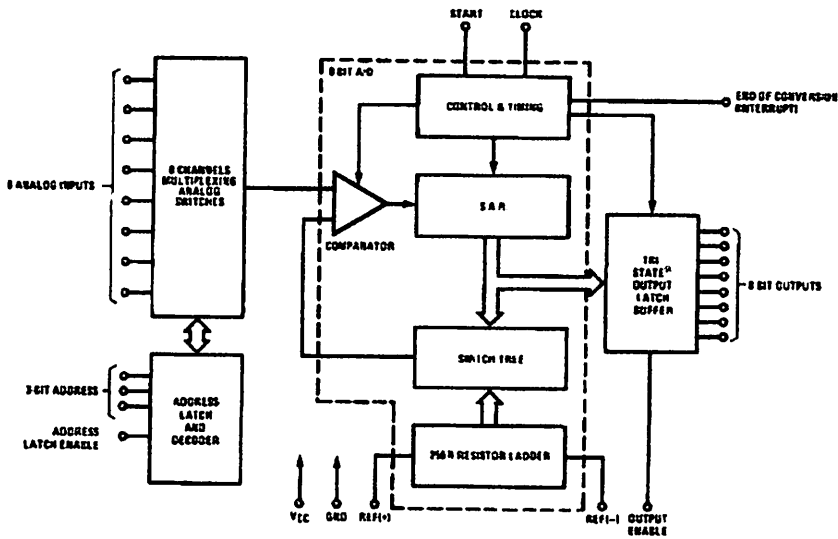 START
CLOCK
8 BIT A/D
CONTROL & TIMING
END OF CONVERSION
(INTERRUPT)
8 ANALOG INPUTS
8 CHANNELS
MULTIPLEXING
ANALOG
SWITCHES
S A R
COMPARATOR
TRI
STATE®
OUTPUT
LATCH
BUFFER
8 BIT OUTPUTS
SWITCH TREE
3-BIT ADDRESS
ADDRESS
LATCH ENABLE
ADDRESS
LATCH
AND
DECODER
256 R RESISTOR LADDER
VCC
GND
REF(+)
REF(-)
OUTPUT
ENABLE